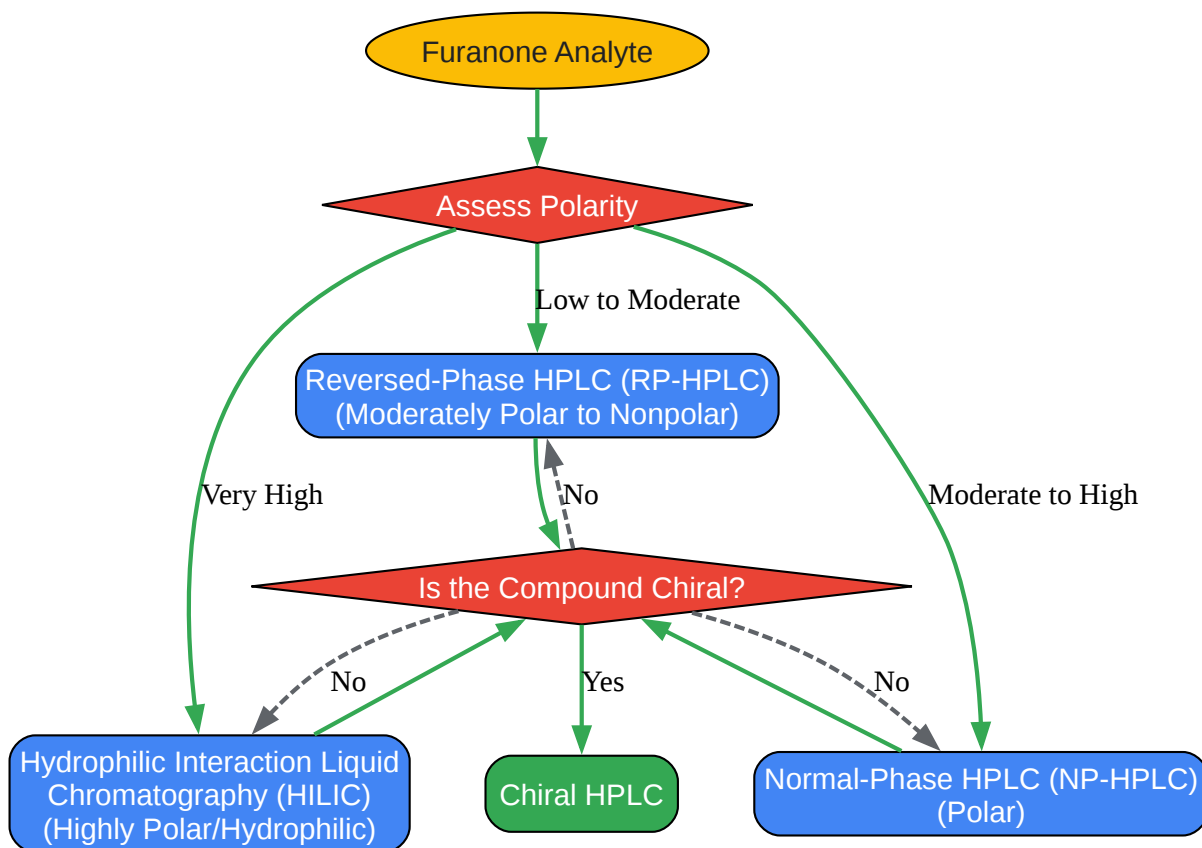 Furanone Analyte
Assess Polarity
Low to Moderate
Reversed-Phase HPLC (RP-HPLC)
(Moderately Polar to Nonpolar)
Very High
No
Moderate to High
Is the Compound Chiral?
No
Yes
No
Hydrophilic Interaction Liquid
Chromatography (HILIC)
(Highly Polar/Hydrophilic)
Chiral HPLC
Normal-Phase HPLC (NP-HPLC)
(Polar)